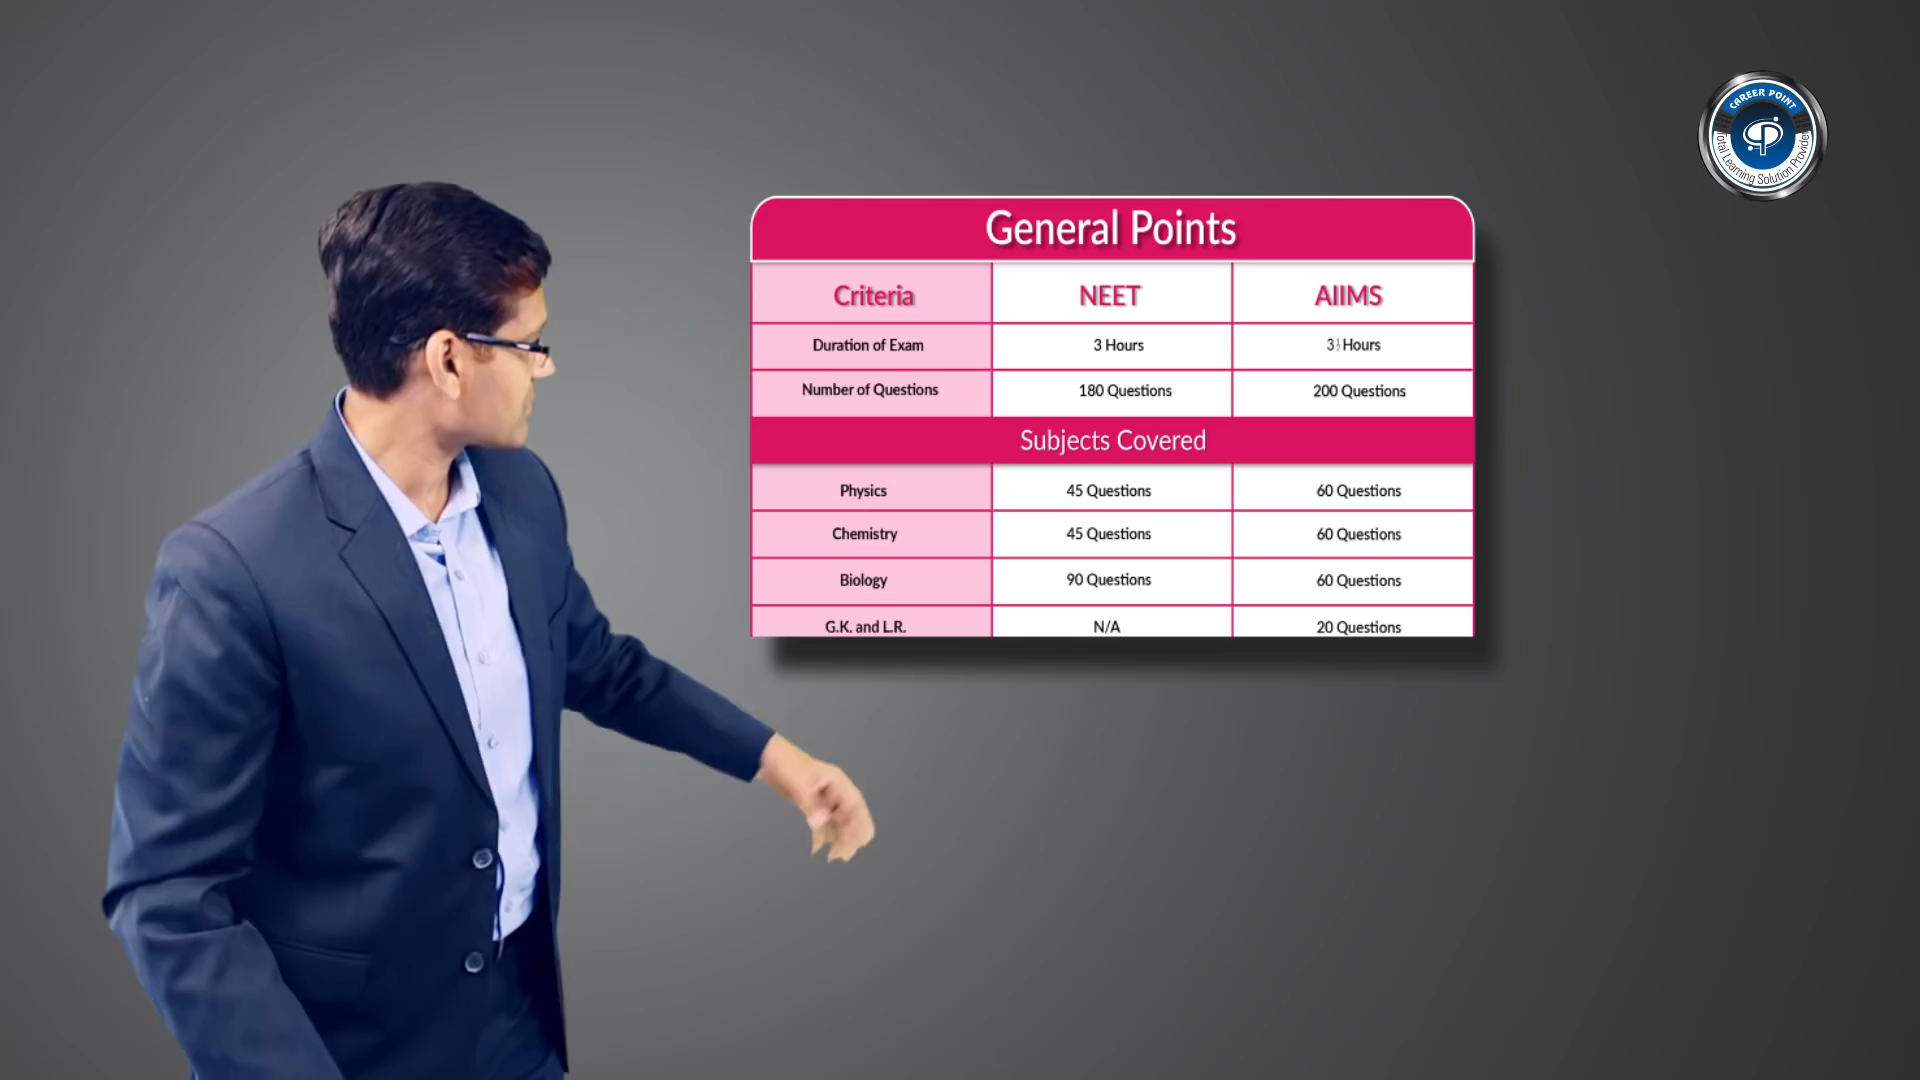 CAREER POINT
Total Learning Solution Provider
General Points
Criteria NEET AIIMS
Duration of Exam 3 Hours 3½ Hours
Number of Questions 180 Questions 200 Questions
Subjects Covered
Physics 45 Questions 60 Questions
Chemistry 45 Questions 60 Questions
Biology 90 Questions 60 Questions
G.K. and L.R. N/A 20 Questions